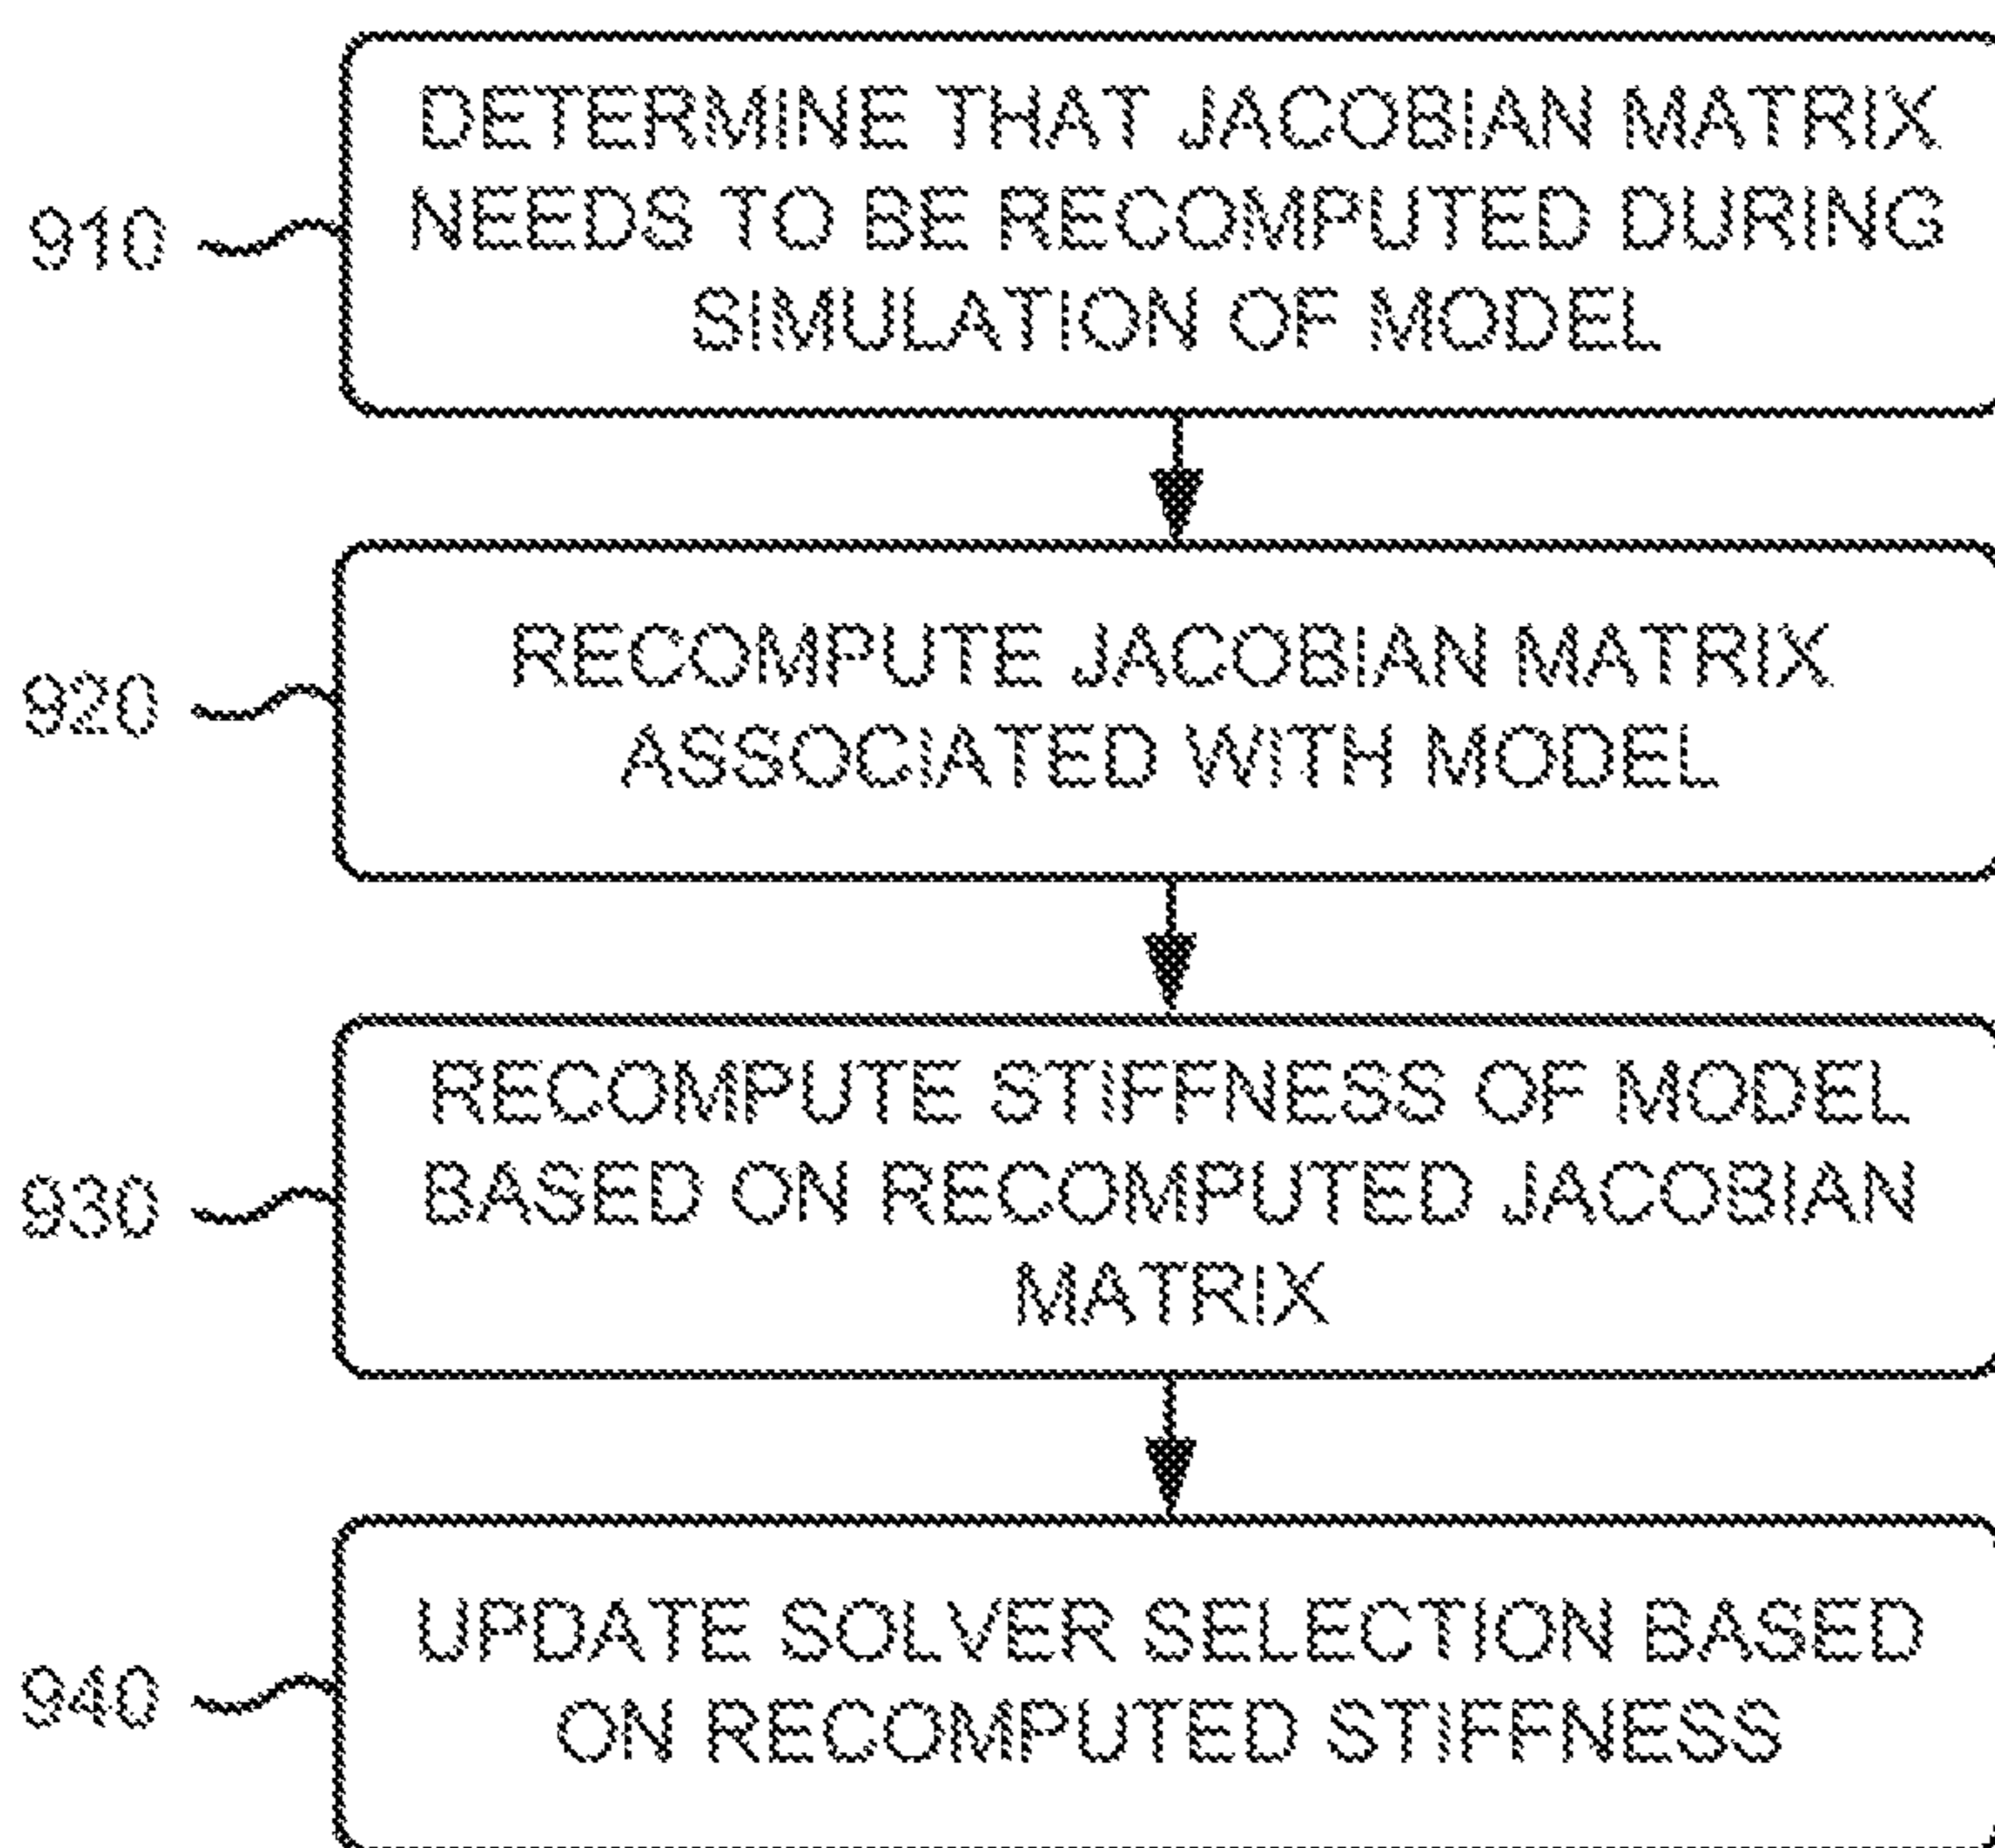 910
DETERMINE THAT JACOBIAN MATRIX
NEEDS TO BE RECOMPUTED DURING
SIMULATION OF MODEL
920
RECOMPUTE JACOBIAN MATRIX
ASSOCIATED WITH MODEL
930
RECOMPUTE STIFFNESS OF MODEL
BASED ON RECOMPUTED JACOBIAN
MATRIX
940
UPDATE SOLVER SELECTION BASED
ON RECOMPUTED STIFFNESS